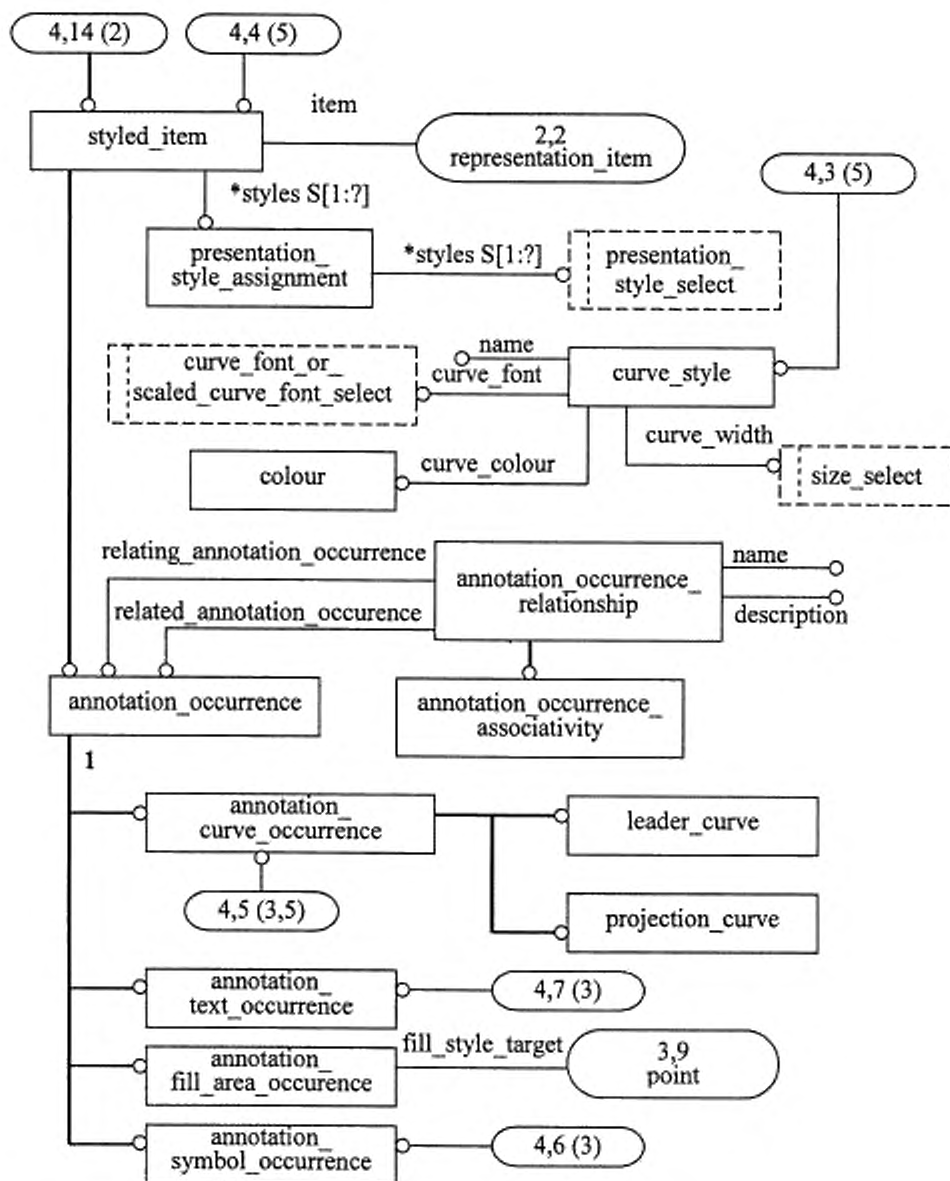 4,14 (2)
4,4 (5)
item
styled_item
2,2
representation_item
4,3 (5)
*styles S[1:?]
presentation_
style_assignment
*styles S[1:?]
presentation_
style_select
curve_font_or_
scaled_curve_font_select
name
curve_font
curve_style
curve_width
size_select
colour
curve_colour
relating_annotation_occurrence
annotation_occurrence_
relationship
name
description
related_annotation_occurence
annotation_occurrence
annotation_occurrence_
associativity
1
annotation_
curve_occurrence
leader_curve
4,5 (3,5)
projection_curve
annotation_
text_occurrence
4,7 (3)
annotation_
fill_area_occurence
fill_style_target
3,9
point
annotation_
symbol_occurrence
4,6 (3)